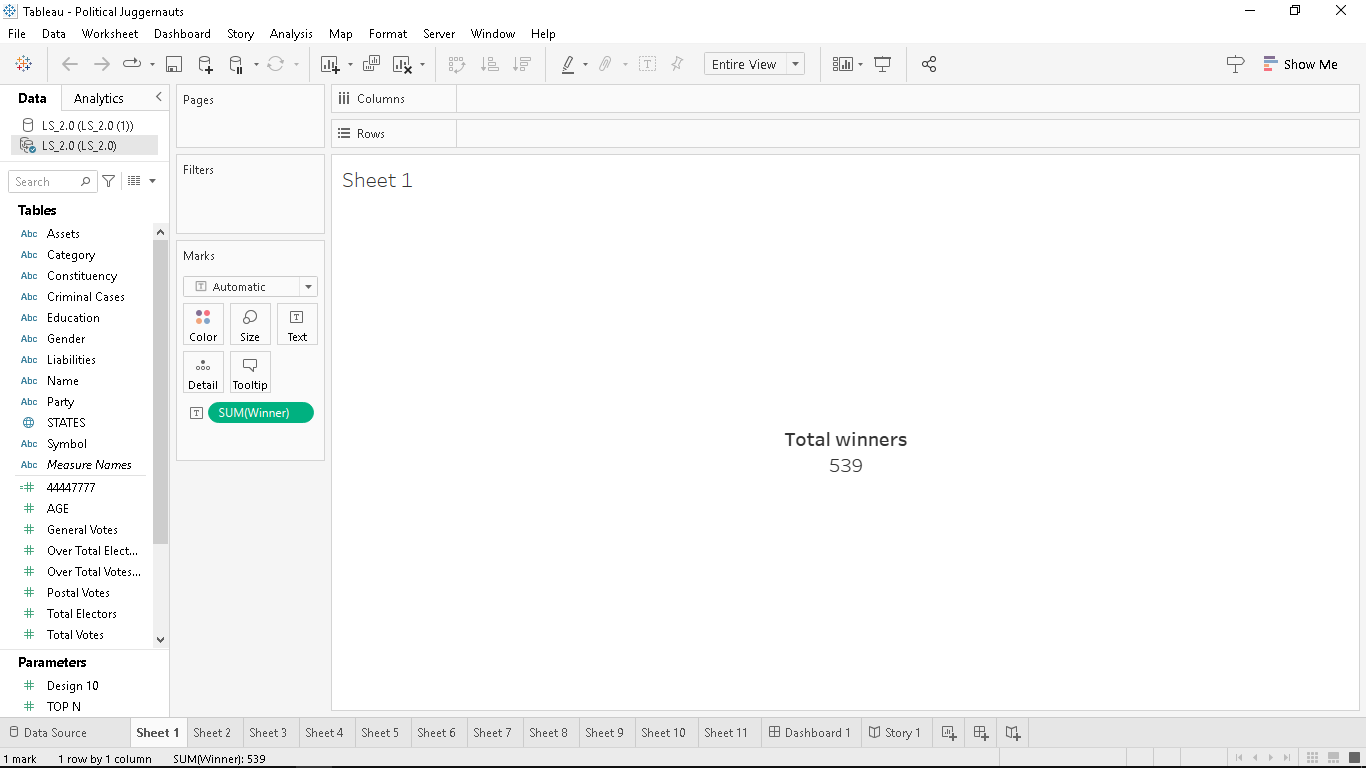 Tableau - Political Juggernauts
File Data Worksheet Dashboard Story Analysis Map Format Server Window Help
Entire View
Show Me
Data Analytics
LS_2.0 (LS_2.0 (1))
LS_2.0 (LS_2.0)
Search
Tables
Abc Assets
Abc Category
Abc Constituency
Abc Criminal Cases
Abc Education
Abc Gender
Abc Liabilities
Abc Name
Abc Party
STATES
Abc Symbol
Abc Measure Names
=# 44447777
# AGE
# General Votes
# Over Total Elect...
# Over Total Votes...
# Postal Votes
# Total Electors
# Total Votes
Parameters
# Design 10
# TOP N
Pages
Filters
Marks
T Automatic
Color Size Text
Detail Tooltip
T SUM(Winner)
Columns
Rows
Sheet 1
Total winners
539
Data Source Sheet 1 Sheet 2 Sheet 3 Sheet 4 Sheet 5 Sheet 6 Sheet 7 Sheet 8 Sheet 9 Sheet 10 Sheet 11 Dashboard 1 Story 1
1 mark 1 row by 1 column SUM(Winner): 539